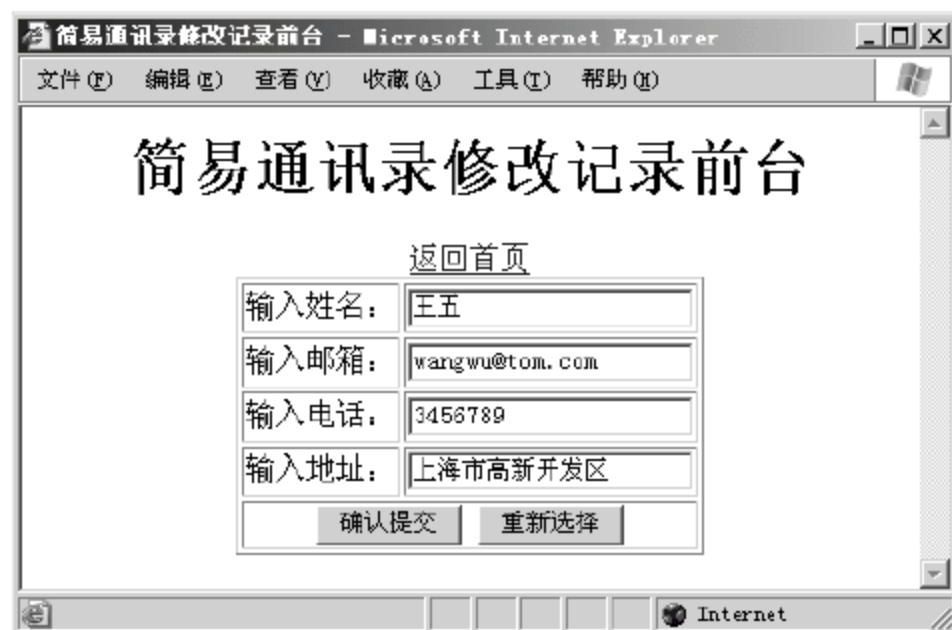 简易通讯录修改记录前台 - Microsoft Internet Explorer
文件(F) 编辑(E) 查看(V) 收藏(A) 工具(T) 帮助(H)
简易通讯录修改记录前台
返回首页
输入姓名： 王五
输入邮箱： wangwu@tom.com
输入电话： 3456789
输入地址： 上海市高新开发区
确认提交 重新选择
Internet